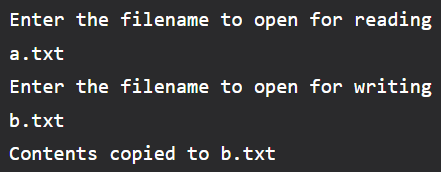 Enter the filename to open for reading
a.txt
Enter the filename to open for writing
b.txt
Contents copied to b.txt